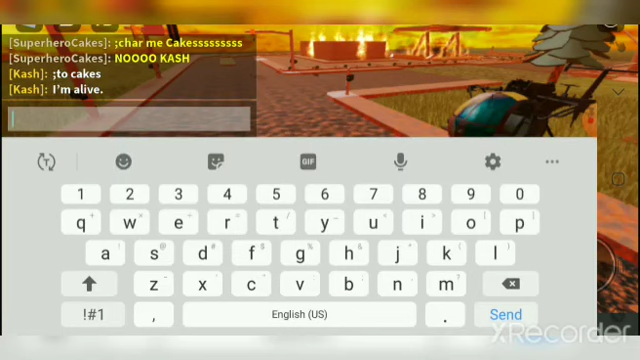 [SuperheroCakes]: ;char me Cakesssssssss
[SuperheroCakes]: NOOOO KASH
[Kash]: ;to cakes
[Kash]: I'm alive.
GIF
1 2 3 4 5 6 7 8 9 0
q w e r t y u i o p
a s d f g h j k l
z x c v b n m
!#1 , English (US) . Send
XRecorder